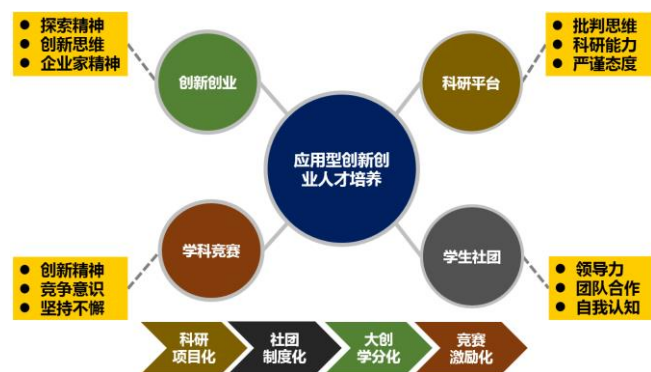 探索精神
创新思维
企业家精神
创新创业
科研平台
批判思维
科研能力
严谨态度
应用型创新创
业人才培养
学科竞赛
学生社团
创新精神
竞争意识
坚持不懈
领导力
团队合作
自我认知
科研
项目化
社团
制度化
大创
学分化
竞赛
激励化